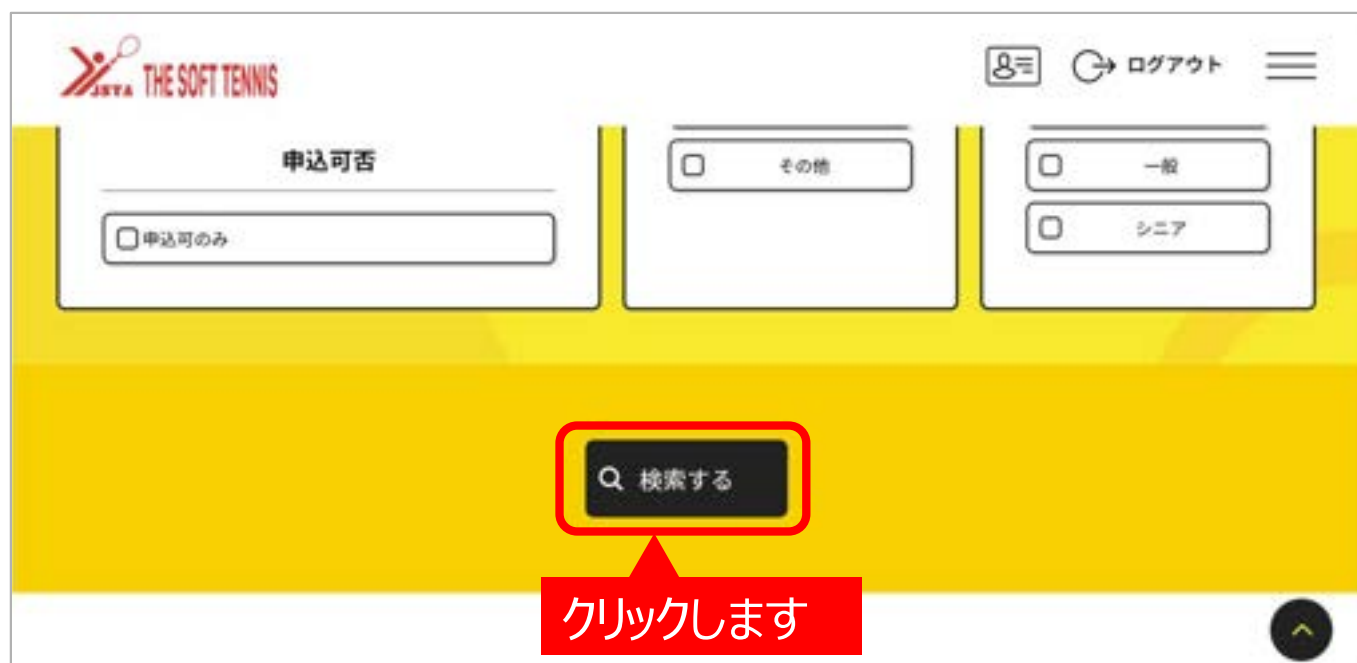 JSTA THE SOFT TENNIS
ログアウト
申込可否
申込可のみ
その他
一般
シニア
検索する
クリックします